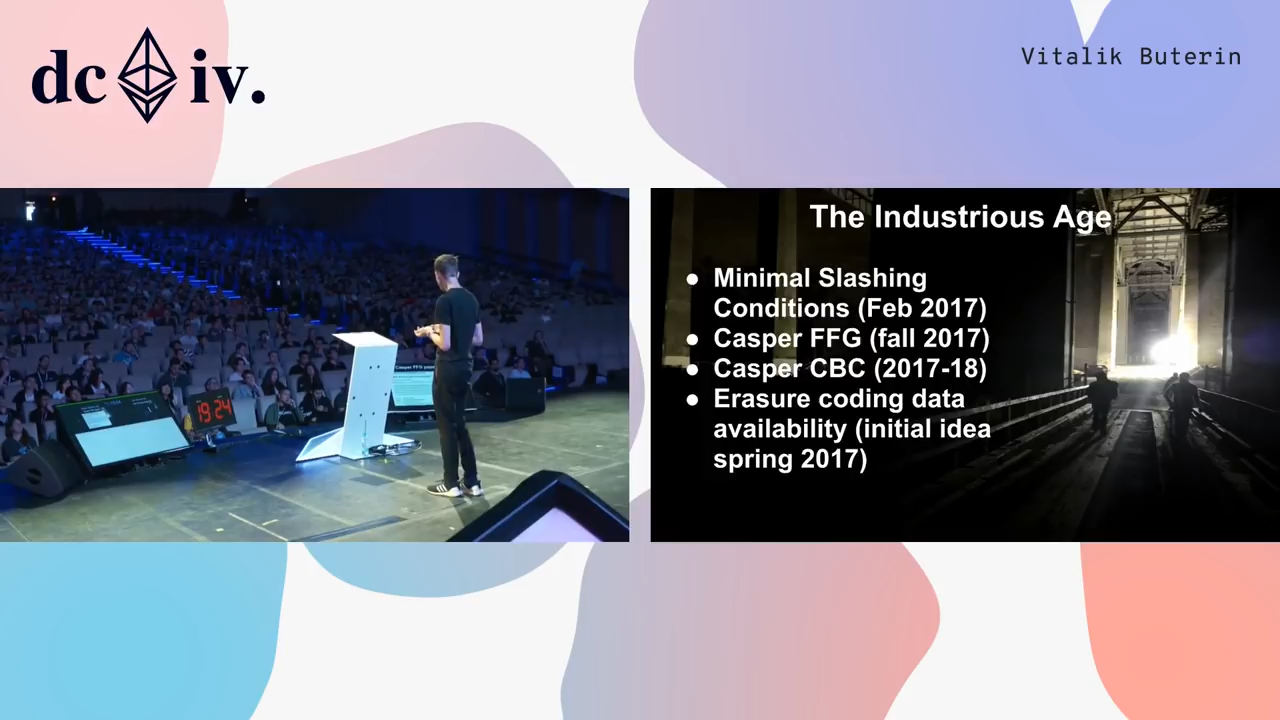 dc iv.
Vitalik Buterin
19:24
The Industrious Age
● Minimal Slashing
Conditions (Feb 2017)
● Casper FFG (fall 2017)
● Casper CBC (2017-18)
● Erasure coding data
availability (initial idea
spring 2017)